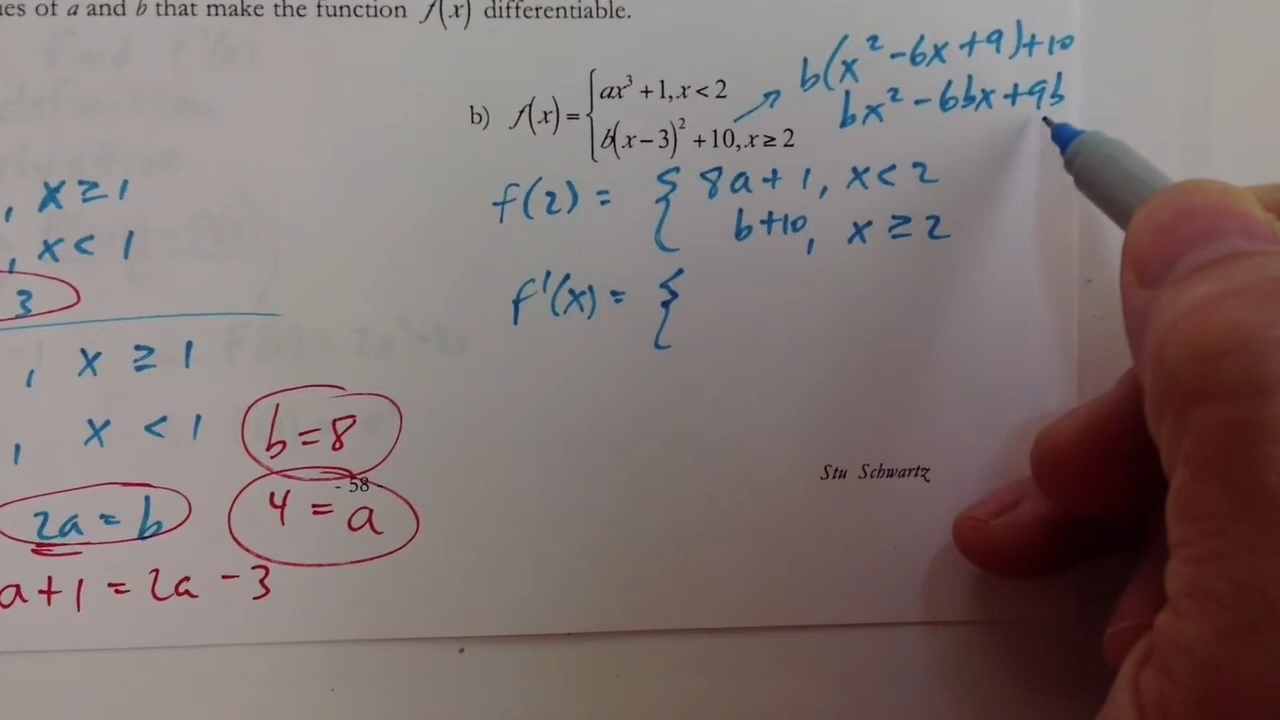 ues of a and b that make the function f(x) differentiable.
b(x² - 6x + 9) + 10
bx² - 6bx + 9b
b) f(x) = { ax³ + 1, x < 2
b(x - 3)² + 10, x ≥ 2
f(2) = { 8a + 1, x < 2
b + 10, x ≥ 2
f'(x) = {
, x ≥ 1
, x < 1
3
, x ≥ 1
, x < 1
b = 8
- 58
4 = a
2a = b
a + 1 = 2a - 3
Stu Schwartz